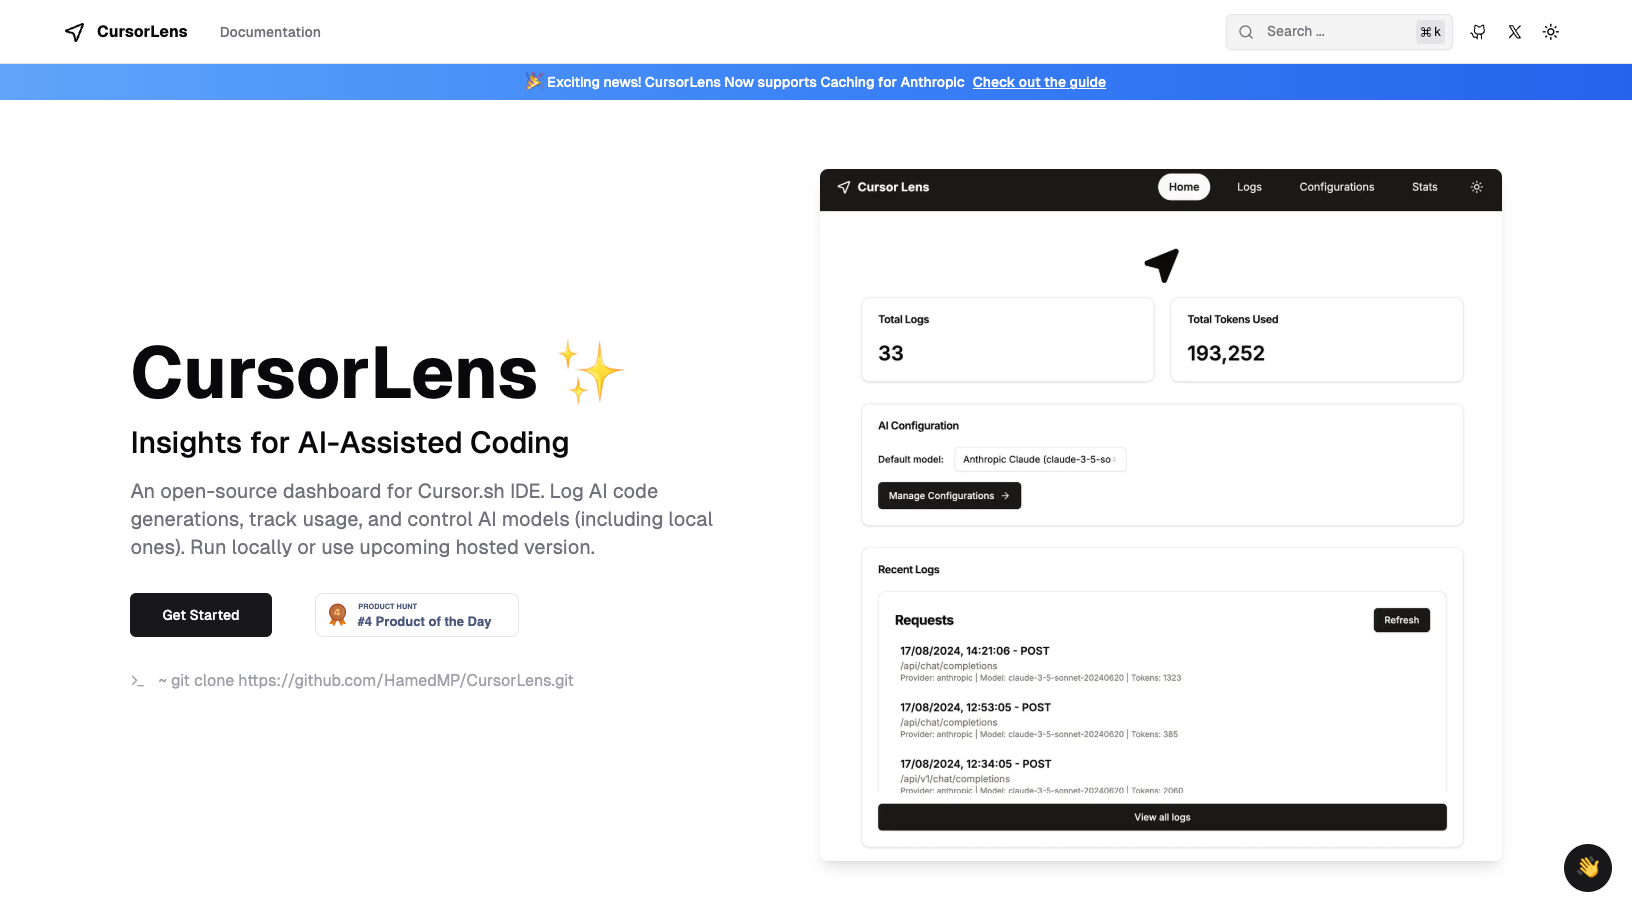 CursorLens
Documentation
Search ...
⌘ k
🎉 Exciting news! CursorLens Now supports Caching for Anthropic Check out the guide
CursorLens ✨
Insights for AI-Assisted Coding
An open-source dashboard for Cursor.sh IDE. Log AI code
generations, track usage, and control AI models (including local
ones). Run locally or use upcoming hosted version.
Get Started
4
PRODUCT HUNT
#4 Product of the Day
>_ ~ git clone https://github.com/HamedMP/CursorLens.git
Cursor Lens
Home
Logs
Configurations
Stats
Total Logs
33
Total Tokens Used
193,252
AI Configuration
Default model:
Anthropic Claude (claude-3-5-so
Manage Configurations →
Recent Logs
Requests
Refresh
17/08/2024, 14:21:06 - POST
/api/chat/completions
Provider: anthropic | Model: claude-3-5-sonnet-20240620 | Tokens: 1323
17/08/2024, 12:53:05 - POST
/api/chat/completions
Provider: anthropic | Model: claude-3-5-sonnet-20240620 | Tokens: 385
17/08/2024, 12:34:05 - POST
/api/v1/chat/completions
Provider: anthropic | Model: claude-3-5-sonnet-20240620 | Tokens: 2060
View all logs